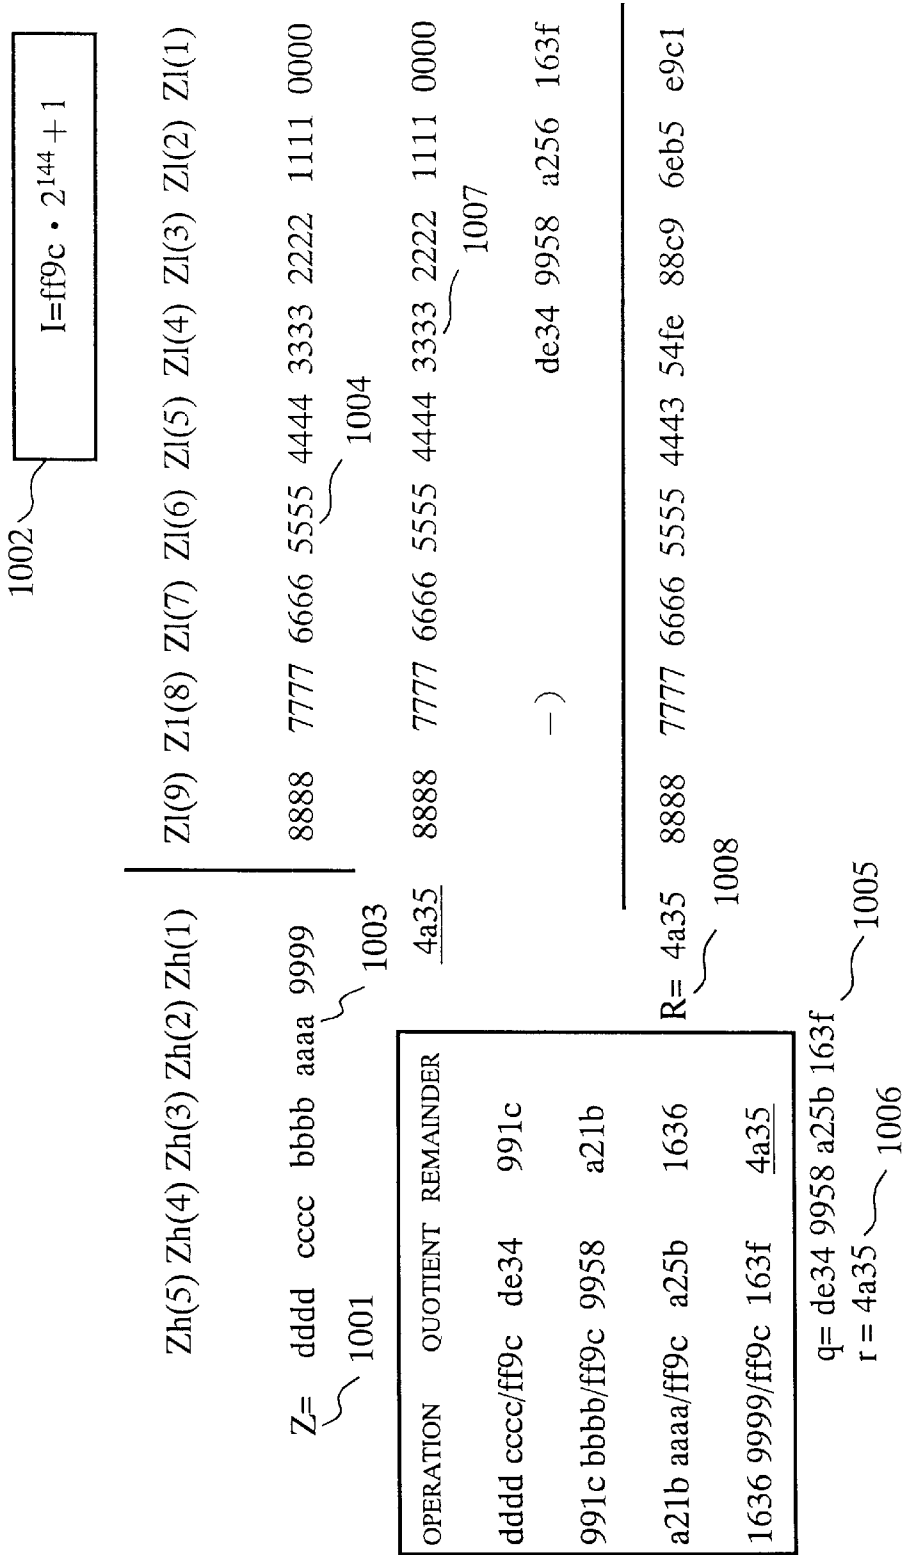 1002
I=ff9c • 2^144 + 1
Zh(5) Zh(4) Zh(3) Zh(2) Zh(1) Zl(9) Z1(8) Zl(7) Zl(6) Zl(5) Zl(4) Zl(3) Zl(2) Zl(1)
Z= dddd cccc bbbb aaaa 9999 8888 7777 6666 5555 4444 3333 2222 1111 0000
1001 1003 1004
4a35 8888 7777 6666 5555 4444 3333 2222 1111 0000
1007
−) de34 9958 a256 163f
R= 4a35 8888 7777 6666 5555 4443 54fe 88c9 6eb5 e9c1
1008
OPERATION QUOTIENT REMAINDER
dddd cccc/ff9c de34 991c
991c bbbb/ff9c 9958 a21b
a21b aaaa/ff9c a25b 1636
1636 9999/ff9c 163f 4a35
q= de34 9958 a25b 163f
1005
r = 4a35
1006